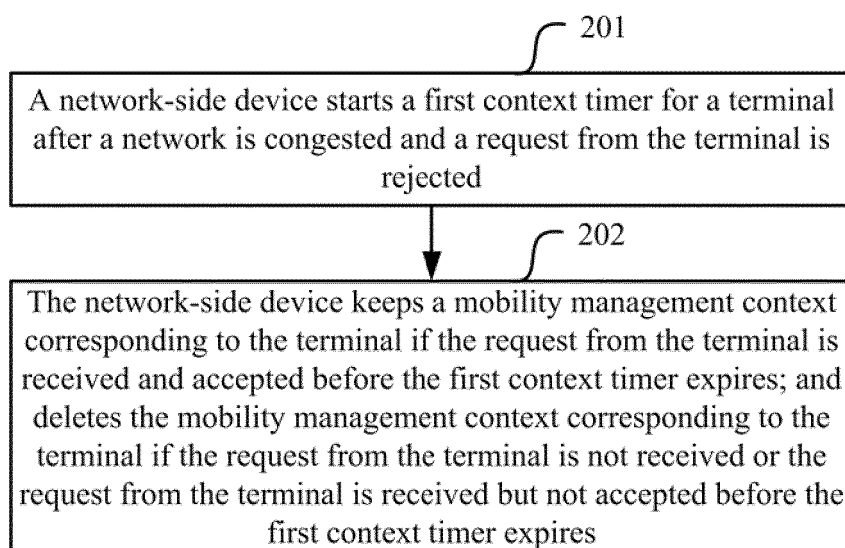 201
A network-side device starts a first context timer for a terminal
after a network is congested and a request from the terminal is
rejected
202
The network-side device keeps a mobility management context
corresponding to the terminal if the request from the terminal is
received and accepted before the first context timer expires; and
deletes the mobility management context corresponding to the
terminal if the request from the terminal is not received or the
request from the terminal is received but not accepted before the
first context timer expires